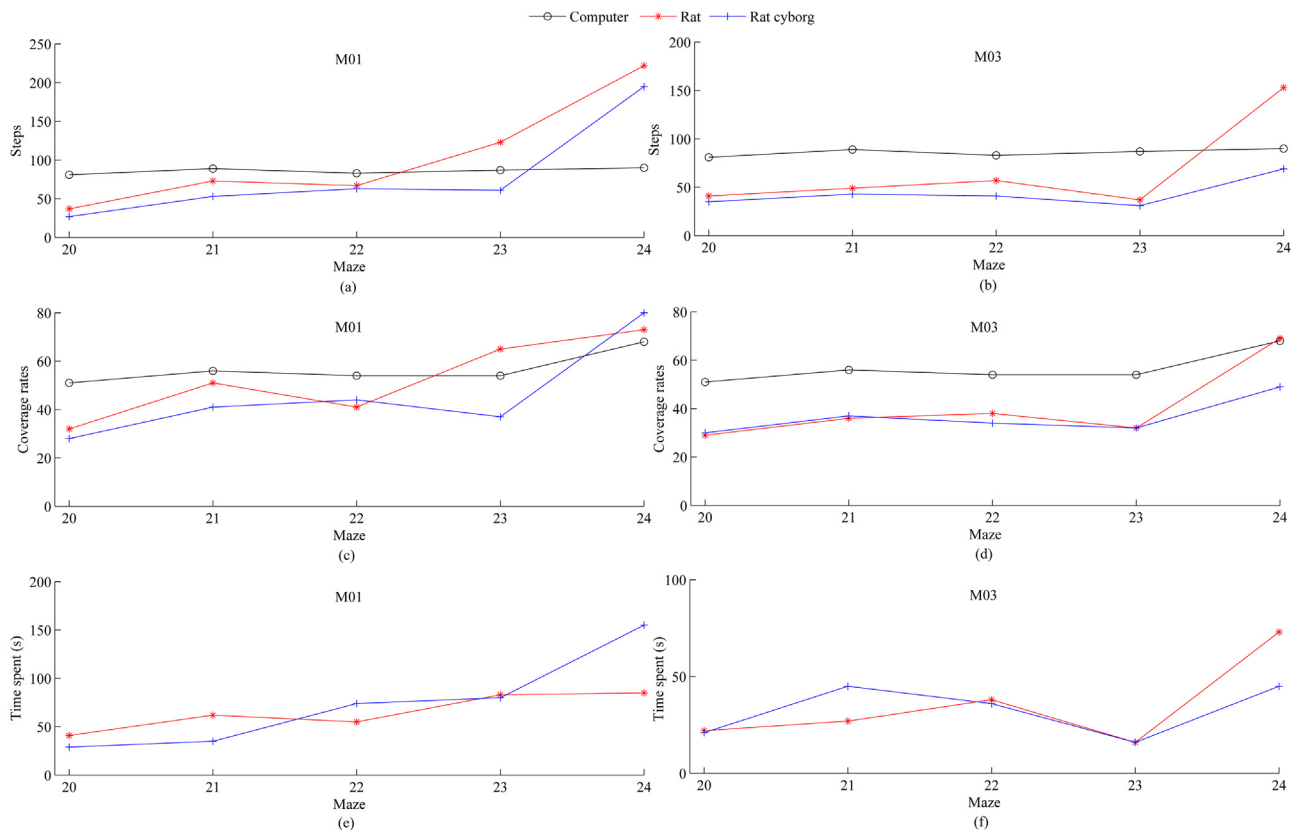 Computer Rat Rat cyborg
M01
Steps
250
200
150
100
50
0
20 21 22 23 24
Maze
(a)
M03
Steps
200
150
100
50
0
20 21 22 23 24
Maze
(b)
M01
Coverage rates
80
60
40
20
0
20 21 22 23 24
Maze
(c)
M03
Coverage rates
80
60
40
20
0
20 21 22 23 24
Maze
(d)
M01
Time spent (s)
200
150
100
50
0
20 21 22 23 24
Maze
(e)
M03
Time spent (s)
100
50
0
20 21 22 23 24
Maze
(f)